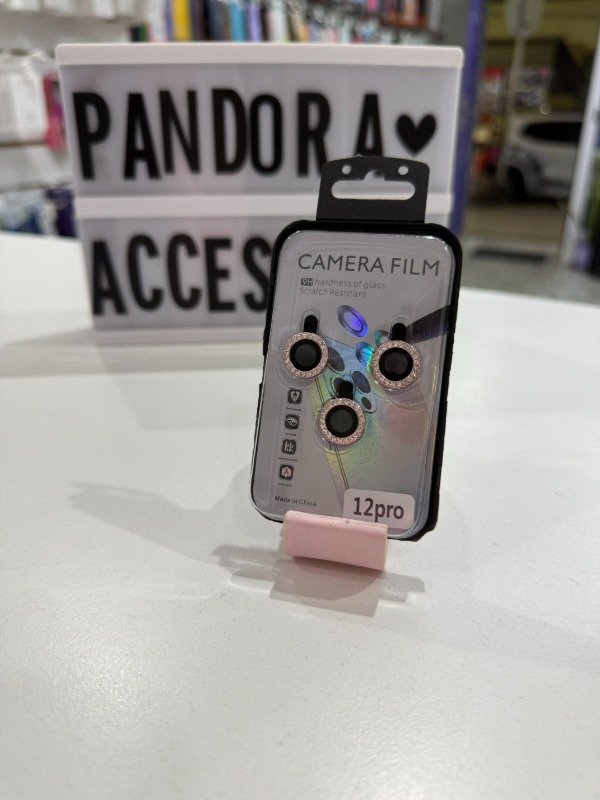 PANDORA♥
ACCES
CAMERA FILM
9H hardness of glass
Scratch Resistant
Made in China
12pro